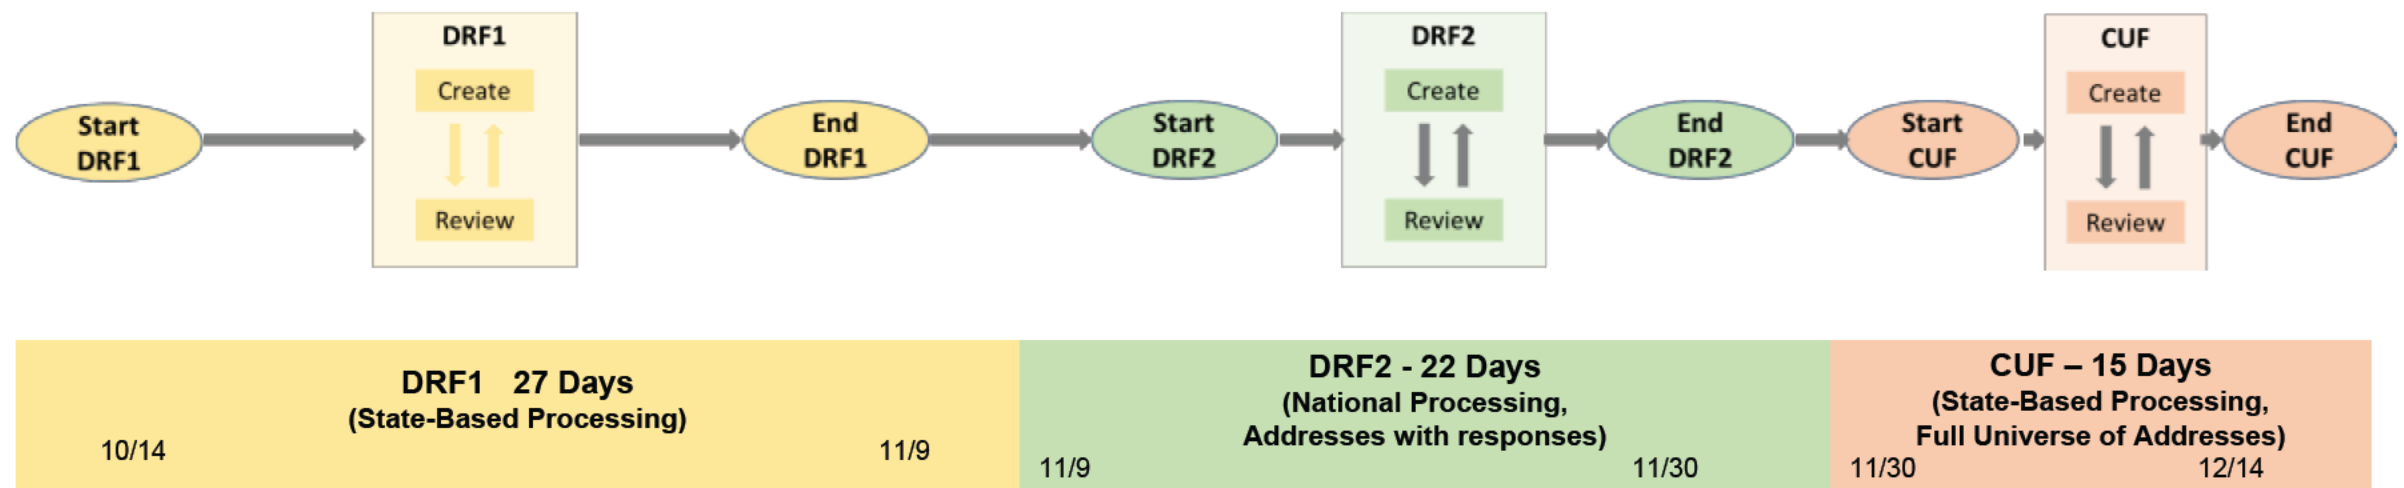 Start
DRF1
DRF1
Create
Review
End
DRF1
Start
DRF2
DRF2
Create
Review
End
DRF2
Start
CUF
CUF
Create
Review
End
CUF
DRF1 27 Days
(State-Based Processing)
10/14
11/9
DRF2 - 22 Days
(National Processing,
Addresses with responses)
11/9
11/30
CUF – 15 Days
(State-Based Processing,
Full Universe of Addresses)
11/30
12/14